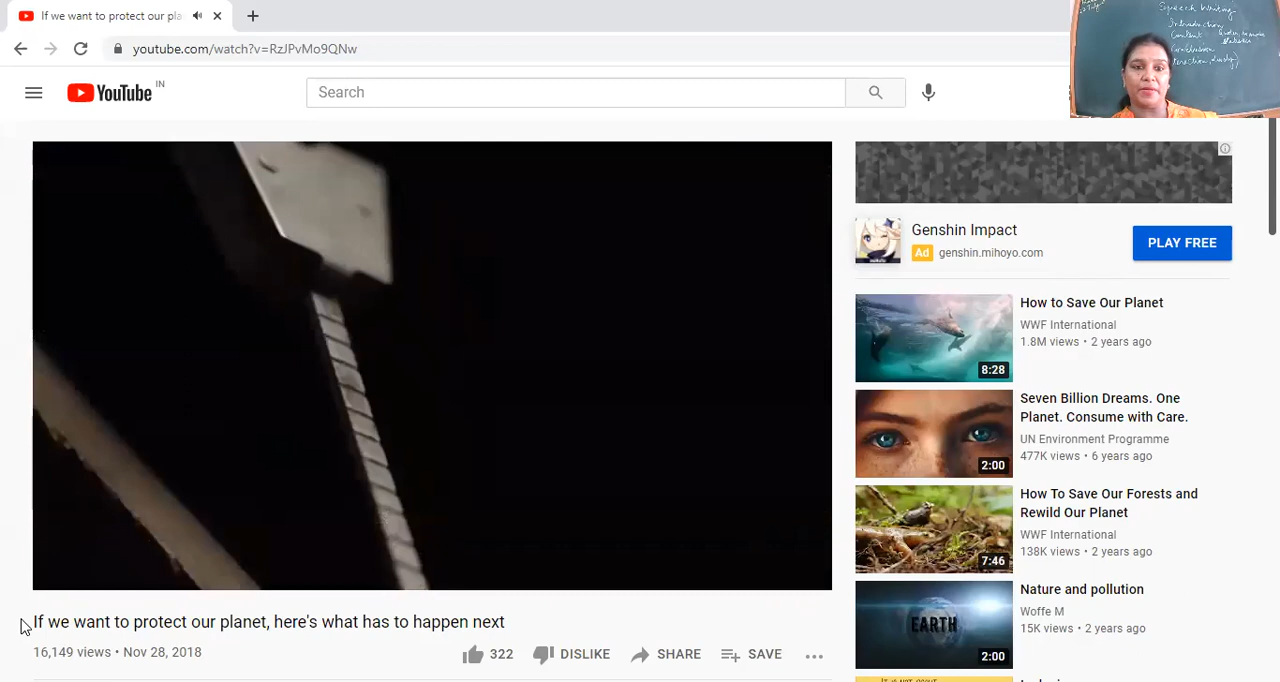 If we want to protect our pla
youtube.com/watch?v=RzJPvMo9QNw
YouTube IN
Search
Speech Writing
Introduction
Content
Genshin Impact
Ad genshin.mihoyo.com
PLAY FREE
How to Save Our Planet
WWF International
1.8M views • 2 years ago
8:28
Seven Billion Dreams. One
Planet. Consume with Care.
UN Environment Programme
477K views • 6 years ago
2:00
How To Save Our Forests and
Rewild Our Planet
WWF International
138K views • 2 years ago
7:46
Nature and pollution
Woffe M
15K views • 2 years ago
EARTH
2:00
If we want to protect our planet, here's what has to happen next
16,149 views • Nov 28, 2018
322 DISLIKE SHARE SAVE